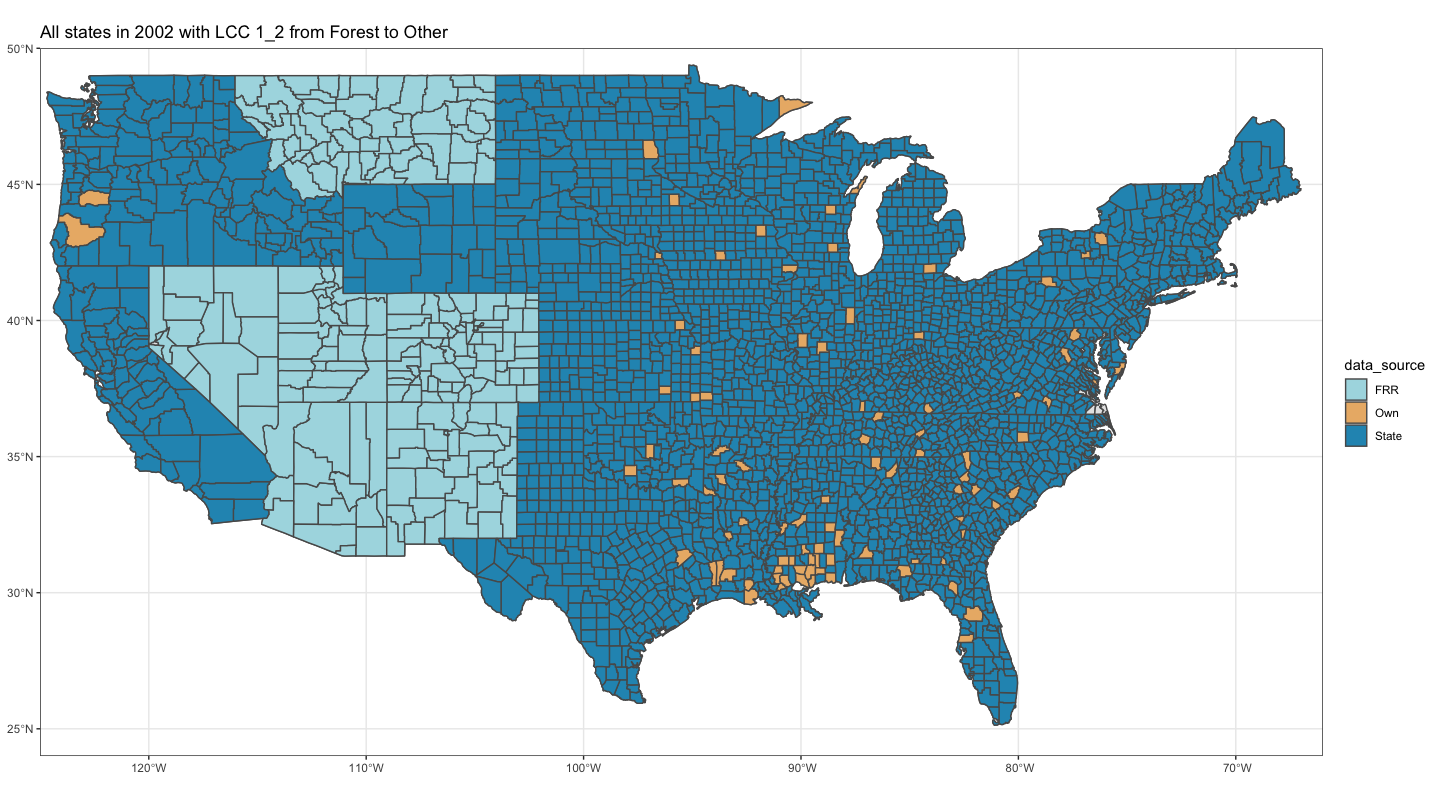 All states in 2002 with LCC 1_2 from Forest to Other
50°N
45°N
40°N
35°N
30°N
25°N
120°W
110°W
100°W
90°W
80°W
70°W
data_source
FRR
Own
State